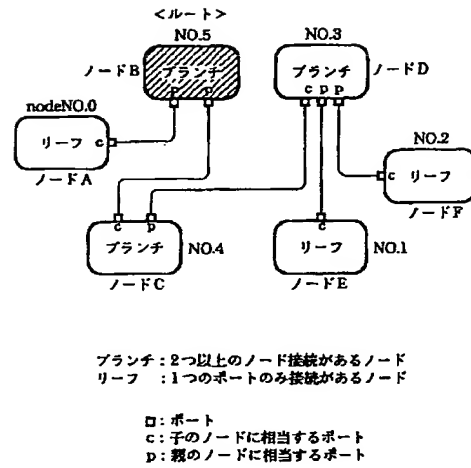 <ルート>
NO.5
NO.3
ノードB
ブランチ
p p
ブランチ
ノードD
c p p
nodeNO.0
リーフ c
ノードA
NO.2
c リーフ
ノードF
c p
ブランチ
NO.4
ノードC
c
リーフ
NO.1
ノードE
ブランチ:2つ以上のノード接続があるノード
リーフ :1つのポートのみ接続があるノード
□:ポート
c:子のノードに相当するポート
p:親のノードに相当するポート